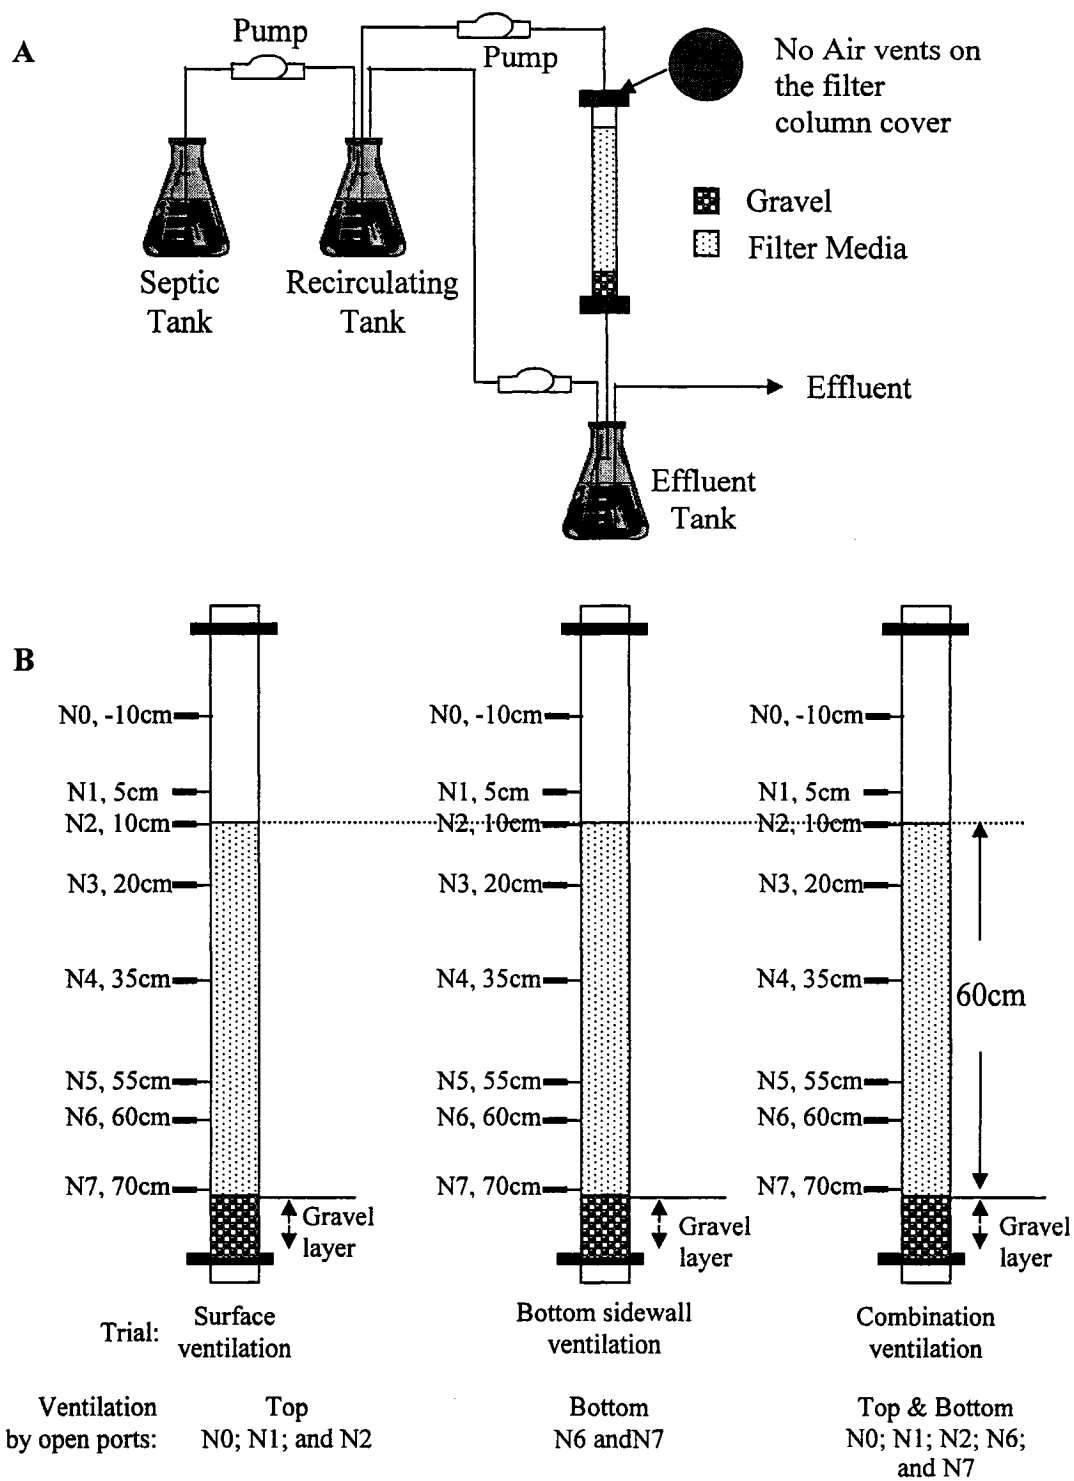 A
Pump
Pump
No Air vents on
the filter
column cover
Gravel
Filter Media
Septic
Tank
Recirculating
Tank
Effluent
Effluent
Tank
B
N0, -10cm
N1, 5cm
N2, 10cm
N3, 20cm
N4, 35cm
N5, 55cm
N6, 60cm
N7, 70cm
Gravel
layer
N0, -10cm
N1, 5cm
N2, 10cm
N3, 20cm
N4, 35cm
N5, 55cm
N6, 60cm
N7, 70cm
Gravel
layer
N0, -10cm
N1, 5cm
N2; 10cm
N3, 20cm
N4, 35cm
N5, 55cm
N6, 60cm
N7, 70cm
60cm
Gravel
layer
Trial:
Surface
ventilation
Bottom sidewall
ventilation
Combination
ventilation
Ventilation
by open ports:
Top
N0; N1; and N2
Bottom
N6 andN7
Top & Bottom
N0; N1; N2; N6;
and N7